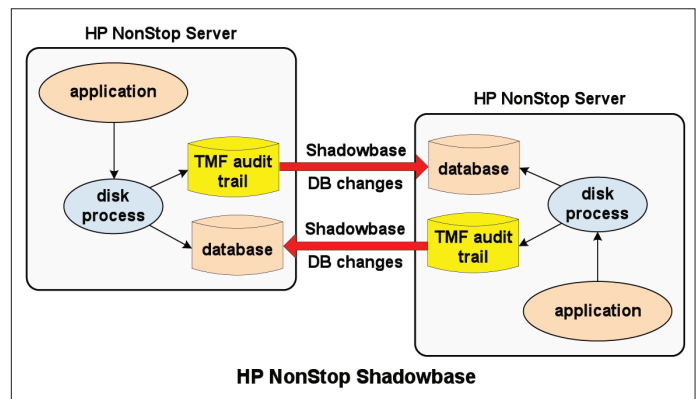 HP NonStop Server
application
TMF audit
trail
disk
process
database
Shadowbase
DB changes
Shadowbase
DB changes
HP NonStop Server
database
disk
process
TMF audit
trail
application
HP NonStop Shadowbase